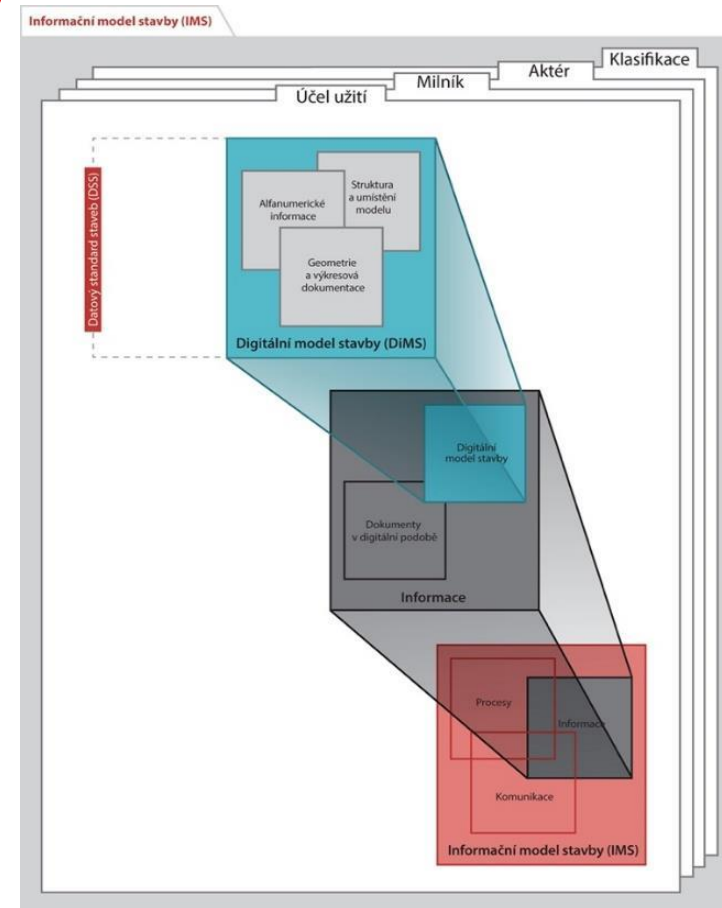 Informační model stavby (IMS)
Klasifikace
Aktér
Milník
Účel užití
Datový standard staveb (DSS)
Struktura
a umístění
modelu
Alfanumerické
informace
Geometrie
a výkresová
dokumentace
Digitální model stavby (DiMS)
Digitální
model stavby
Dokumenty
v digitální podobě
Informace
Procesy
Informace
Komunikace
Informační model stavby (IMS)